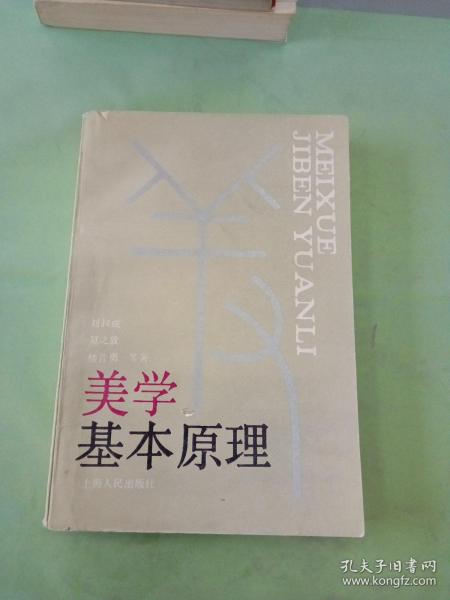 MEIXUE
JIBEN YUANLI
刘叔成
夏之放
楼昔勇 等著
美学
基本原理
上海人民出版社
孔夫子旧书网
www.kongfz.com